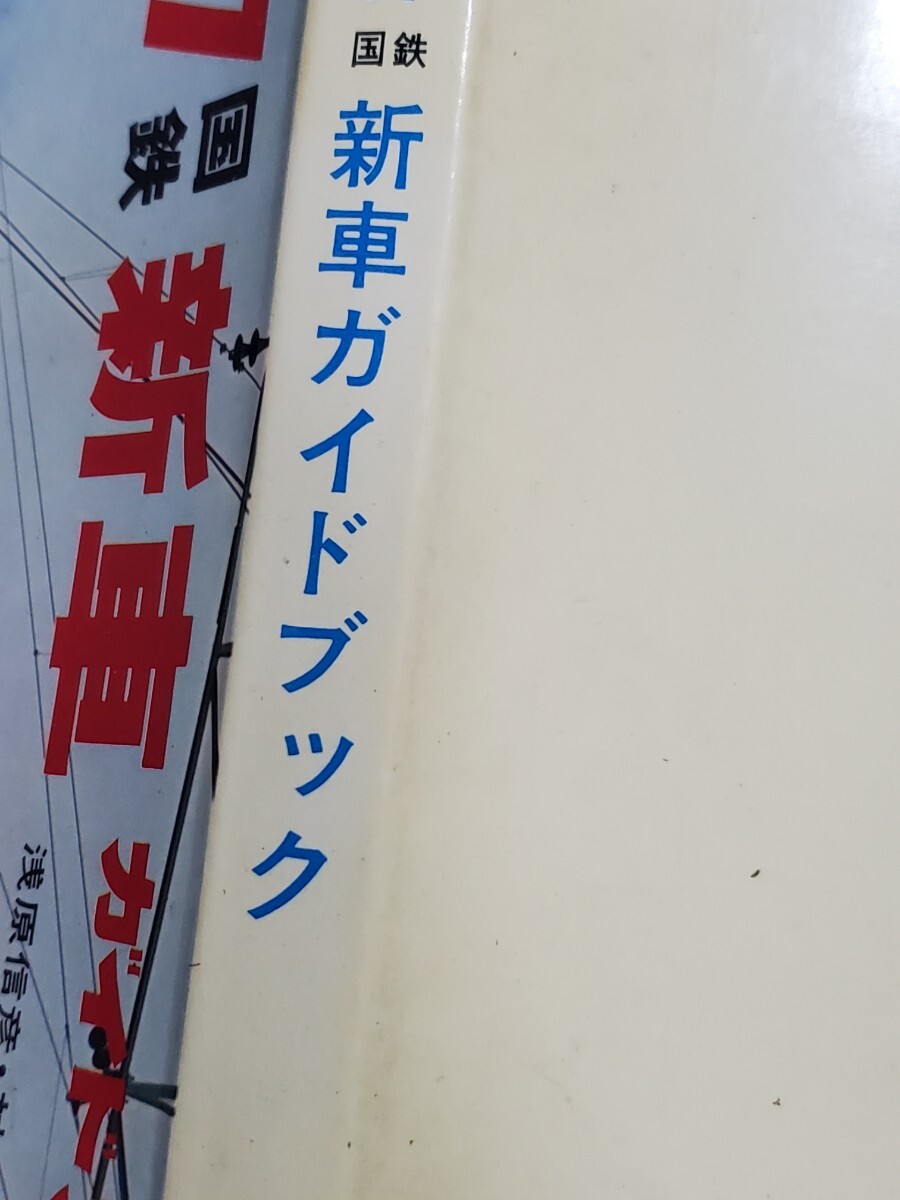 国鉄
新車ガイドブック
国鉄
新車
ガイド
浅原信彦・